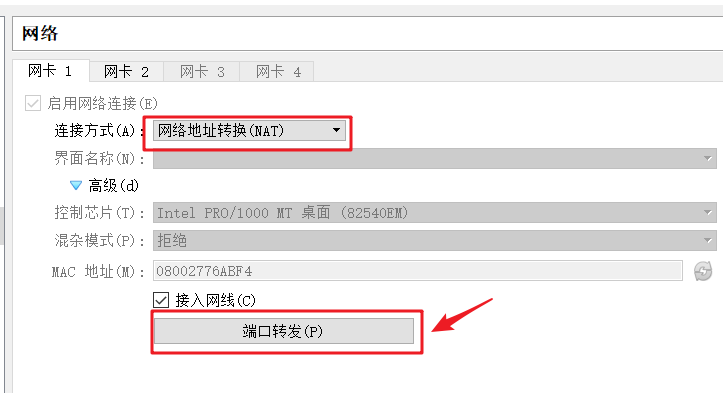 网络
网卡 1 网卡 2 网卡 3 网卡 4
启用网络连接(E)
连接方式(A): 网络地址转换(NAT)
界面名称(N):
高级(d)
控制芯片(T): Intel PRO/1000 MT 桌面 (82540EM)
混杂模式(P): 拒绝
MAC 地址(M): 08002776ABF4
接入网线(C)
端口转发(P)